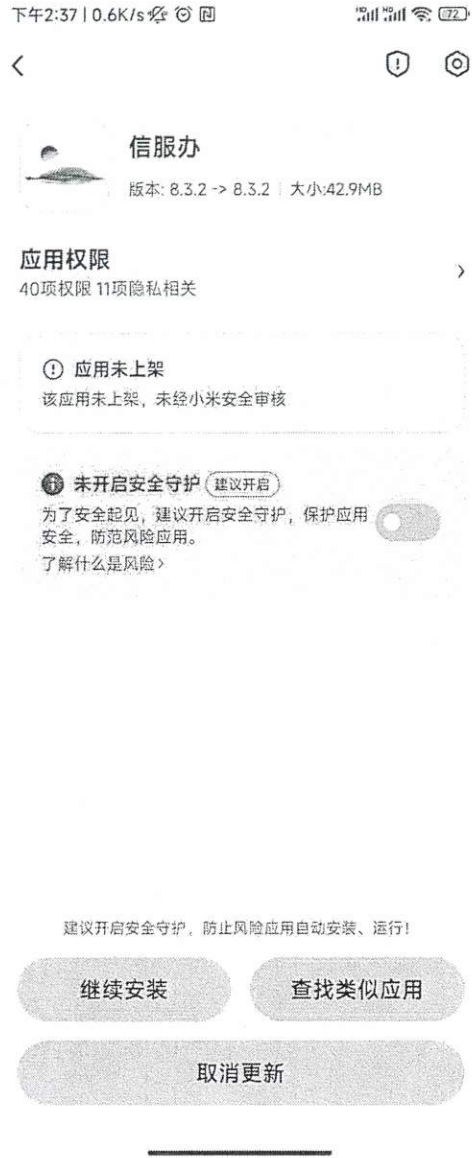 下午2:37 | 0.6K/s
72
信服办
版本: 8.3.2 -> 8.3.2 | 大小:42.9MB
应用权限
40项权限 11项隐私相关
应用未上架
该应用未上架，未经小米安全审核
未开启安全守护 建议开启
为了安全起见，建议开启安全守护，保护应用
安全，防范风险应用。
了解什么是风险>
建议开启安全守护，防止风险应用自动安装、运行!
继续安装 查找类似应用
取消更新